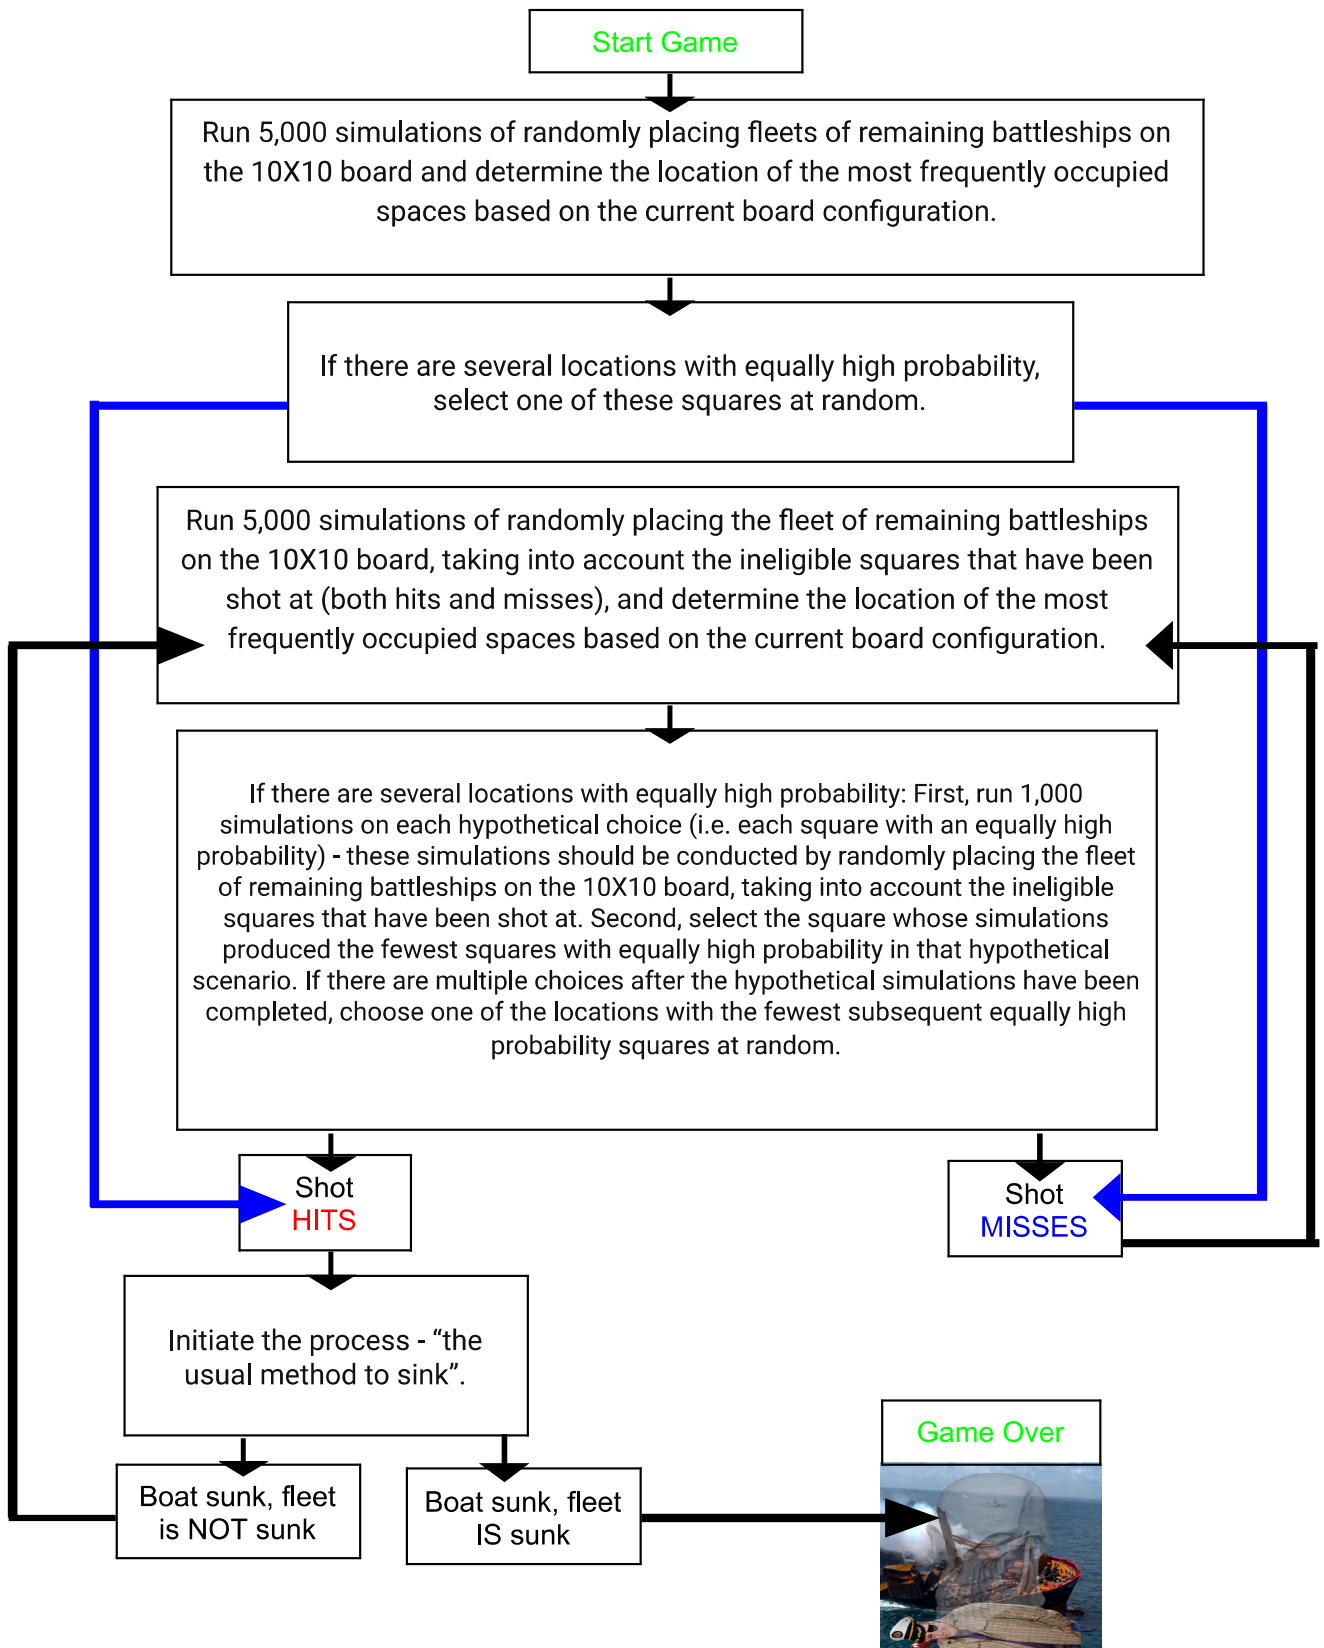 Start Game
Run 5,000 simulations of randomly placing fleets of remaining battleships on
the 10X10 board and determine the location of the most frequently occupied
spaces based on the current board configuration.
If there are several locations with equally high probability,
select one of these squares at random.
Run 5,000 simulations of randomly placing the fleet of remaining battleships
on the 10X10 board, taking into account the ineligible squares that have been
shot at (both hits and misses), and determine the location of the most
frequently occupied spaces based on the current board configuration.
If there are several locations with equally high probability: First, run 1,000
simulations on each hypothetical choice (i.e. each square with an equally high
probability) - these simulations should be conducted by randomly placing the fleet
of remaining battleships on the 10X10 board, taking into account the ineligible
squares that have been shot at. Second, select the square whose simulations
produced the fewest squares with equally high probability in that hypothetical
scenario. If there are multiple choices after the hypothetical simulations have been
completed, choose one of the locations with the fewest subsequent equally high
probability squares at random.
Shot
HITS
Shot
MISSES
Initiate the process - “the
usual method to sink”.
Game Over
Boat sunk, fleet
is NOT sunk
Boat sunk, fleet
IS sunk